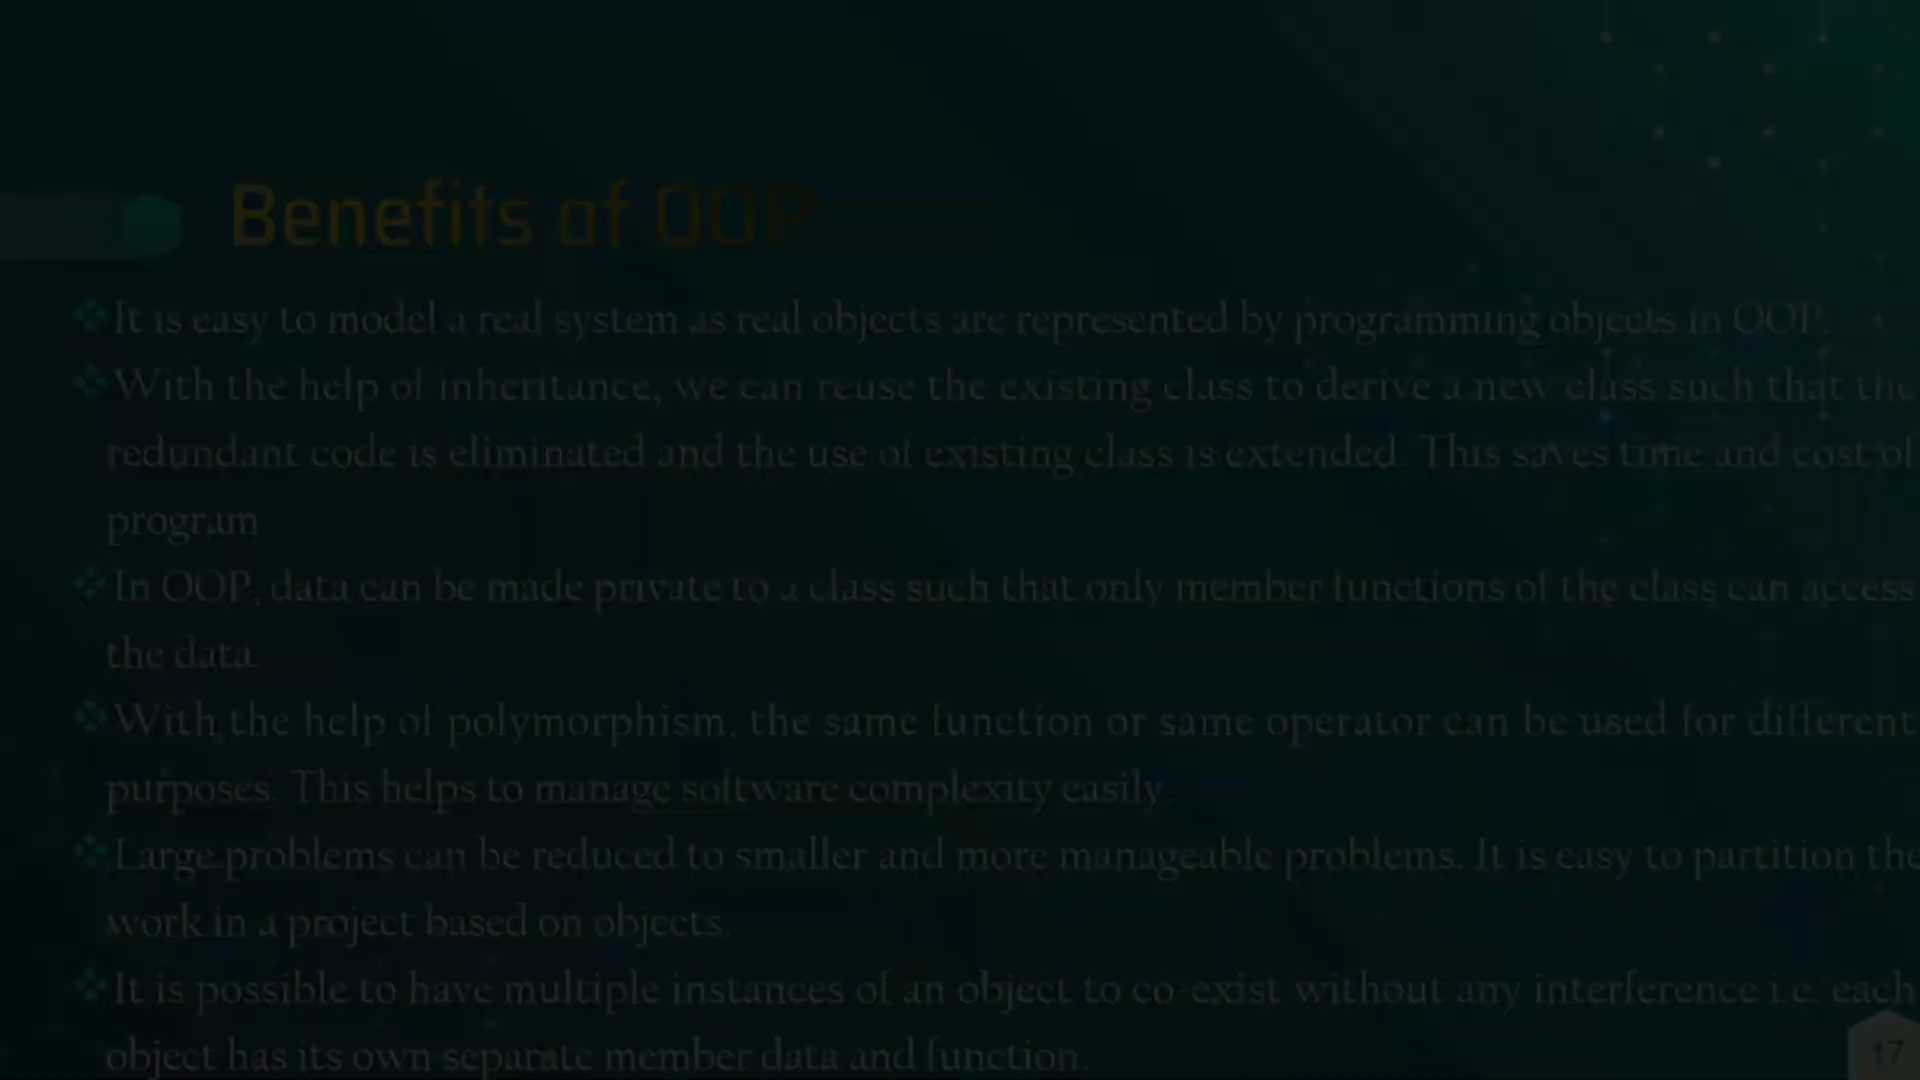 Benefits of OOP
It is easy to model a real system as real objects are represented by programming objects in OOP.
With the help of inheritance, we can reuse the existing class to derive a new class such that the
redundant code is eliminated and the use of existing class is extended. This saves time and cost of
program
In OOP, data can be made private to a class such that only member functions of the class can access
the data.
With the help of polymorphism, the same function or same operator can be used for different
purposes. This helps to manage software complexity easily.
Large problems can be reduced to smaller and more manageable problems. It is easy to partition the
work in a project based on objects.
It is possible to have multiple instances of an object to co-exist without any interference i.e. each
object has its own separate member data and function.
17